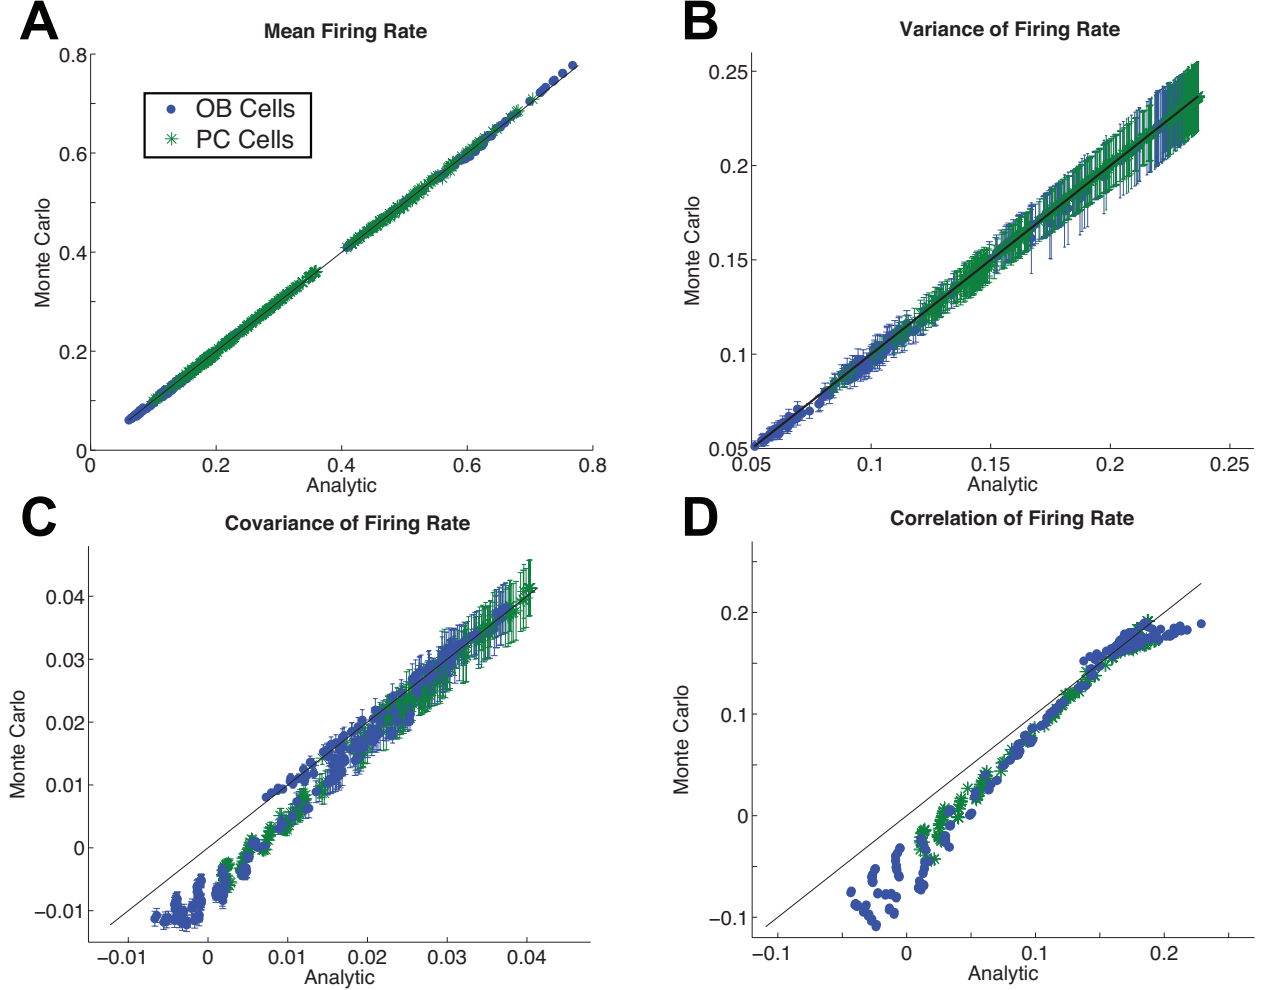 A
Mean Firing Rate
0.8
0.6
0.4
0.2
0
Monte Carlo
OB Cells
PC Cells
0 0.2 0.4 0.6 0.8
Analytic
B
Variance of Firing Rate
0.25
0.2
0.15
0.1
0.05
Monte Carlo
0.05 0.1 0.15 0.2 0.25
Analytic
C
Covariance of Firing Rate
0.04
0.03
0.02
0.01
0
−0.01
Monte Carlo
−0.01 0 0.01 0.02 0.03 0.04
Analytic
D
Correlation of Firing Rate
0.2
0.1
0
−0.1
Monte Carlo
−0.1 0 0.1 0.2
Analytic